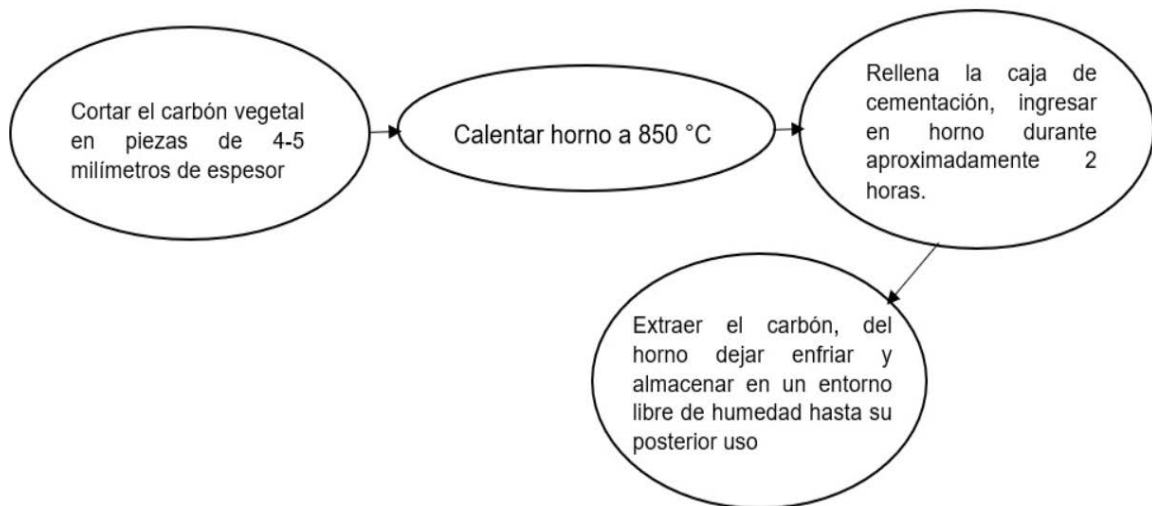 Cortar el carbón vegetal
en piezas de 4-5
milímetros de espesor
Calentar horno a 850 °C
Rellena la caja de
cementación, ingresar
en horno durante
aproximadamente 2
horas.
Extraer el carbón, del
horno dejar enfriar y
almacenar en un entorno
libre de humedad hasta su
posterior uso